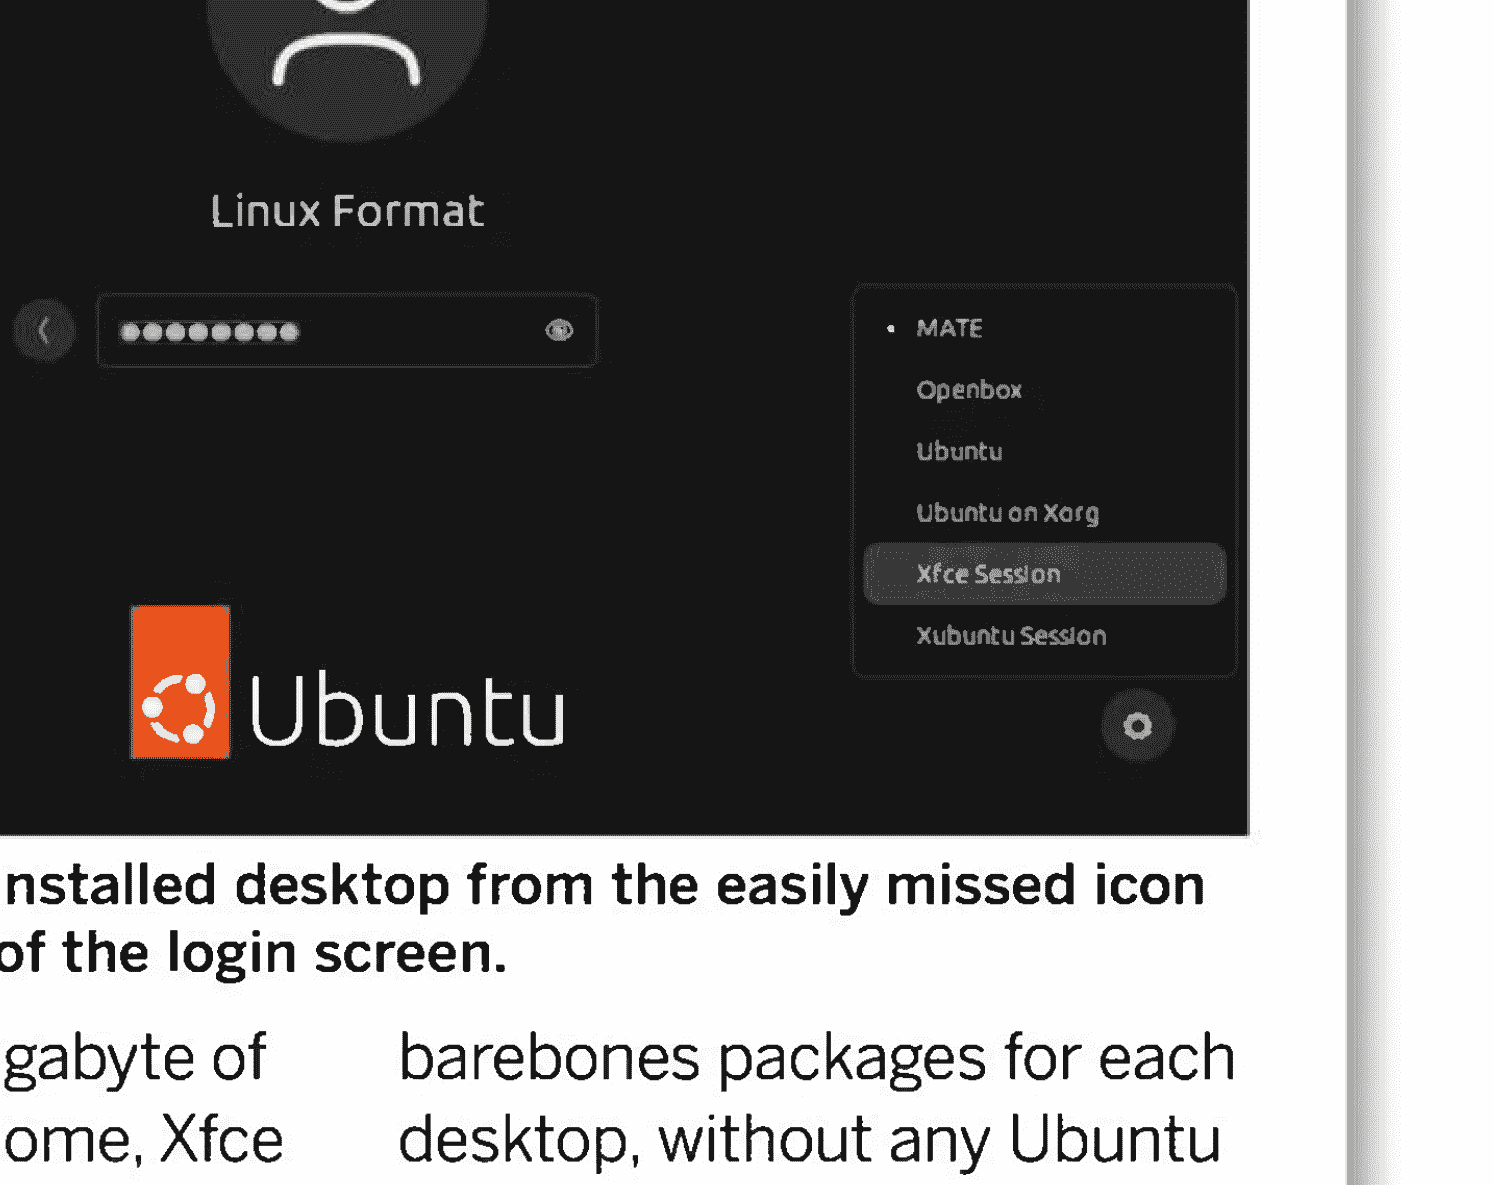 Linux Format
MATE
Openbox
Ubuntu
Ubuntu on Xorg
Xfce Session
Xubuntu Session
Ubuntu
nstalled desktop from the easily missed icon
of the login screen.
gabyte of
ome, Xfce
barebones packages for each
desktop, without any Ubuntu